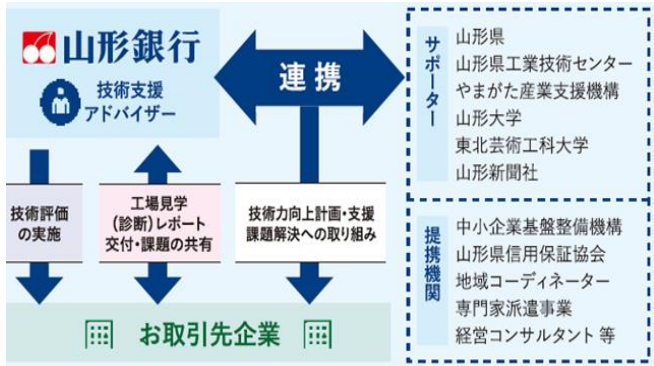 山形銀行
技術支援
アドバイザー
連携
技術評価
の実施
工場見学
(診断)レポート
交付・課題の共有
技術力向上計画・支援
課題解決への取り組み
お取引先企業
サポーター
山形県
山形県工業技術センター
やまがた産業支援機構
山形大学
東北芸術工科大学
山形新聞社
提携機関
中小企業基盤整備機構
山形県信用保証協会
地域コーディネーター
専門家派遣事業
経営コンサルタント 等